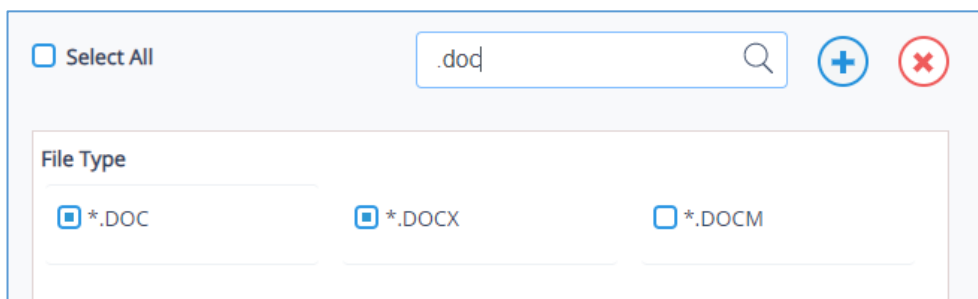 Select All
.doc
File Type
*.DOC
*.DOCX
*.DOCM